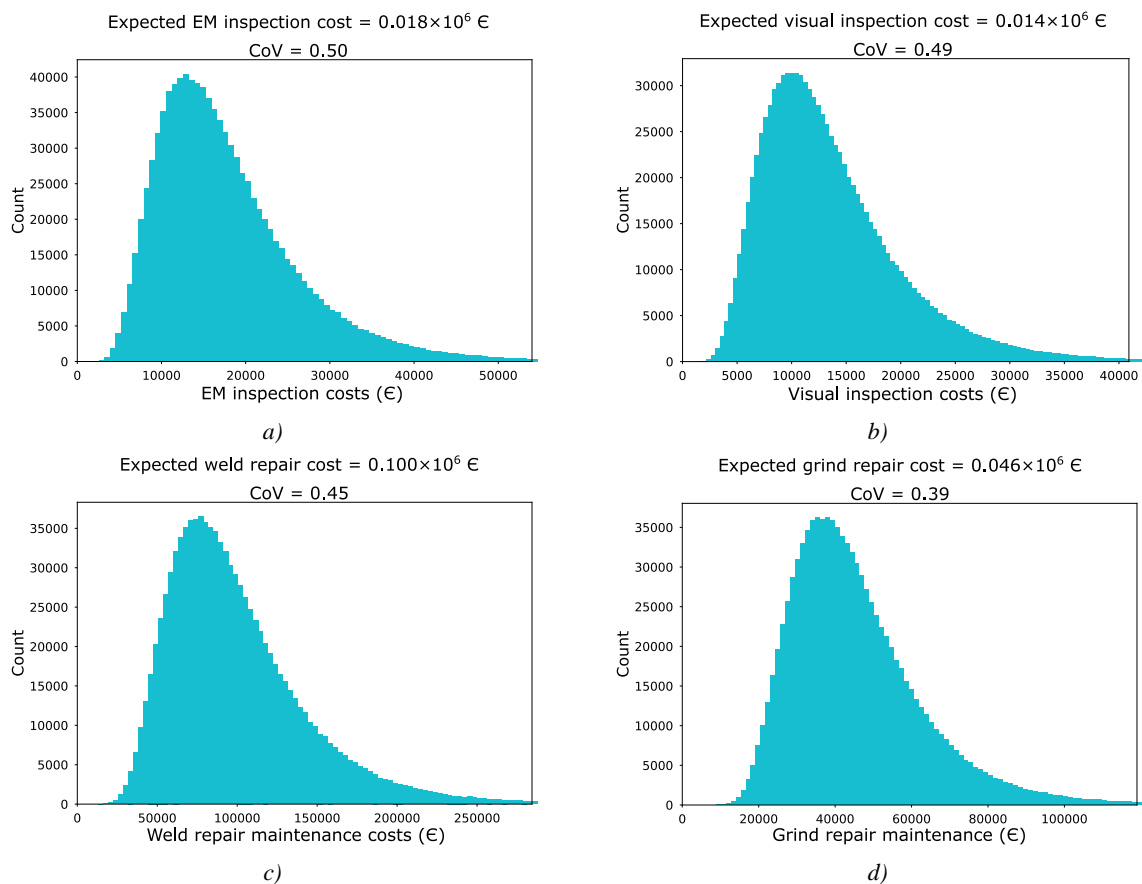 Expected EM inspection cost = 0.018×10⁶ €
CoV = 0.50
40000
35000
30000
25000
20000
15000
10000
5000
0
Count
0 10000 20000 30000 40000 50000
EM inspection costs (€)
a)
Expected visual inspection cost = 0.014×10⁶ €
CoV = 0.49
30000
25000
20000
15000
10000
5000
0
Count
0 5000 10000 15000 20000 25000 30000 35000 40000
Visual inspection costs (€)
b)
Expected weld repair cost = 0.100×10⁶ €
CoV = 0.45
35000
30000
25000
20000
15000
10000
5000
0
Count
0 50000 100000 150000 200000 250000
Weld repair maintenance costs (€)
c)
Expected grind repair cost = 0.046×10⁶ €
CoV = 0.39
35000
30000
25000
20000
15000
10000
5000
0
Count
0 20000 40000 60000 80000 100000
Grind repair maintenance (€)
d)